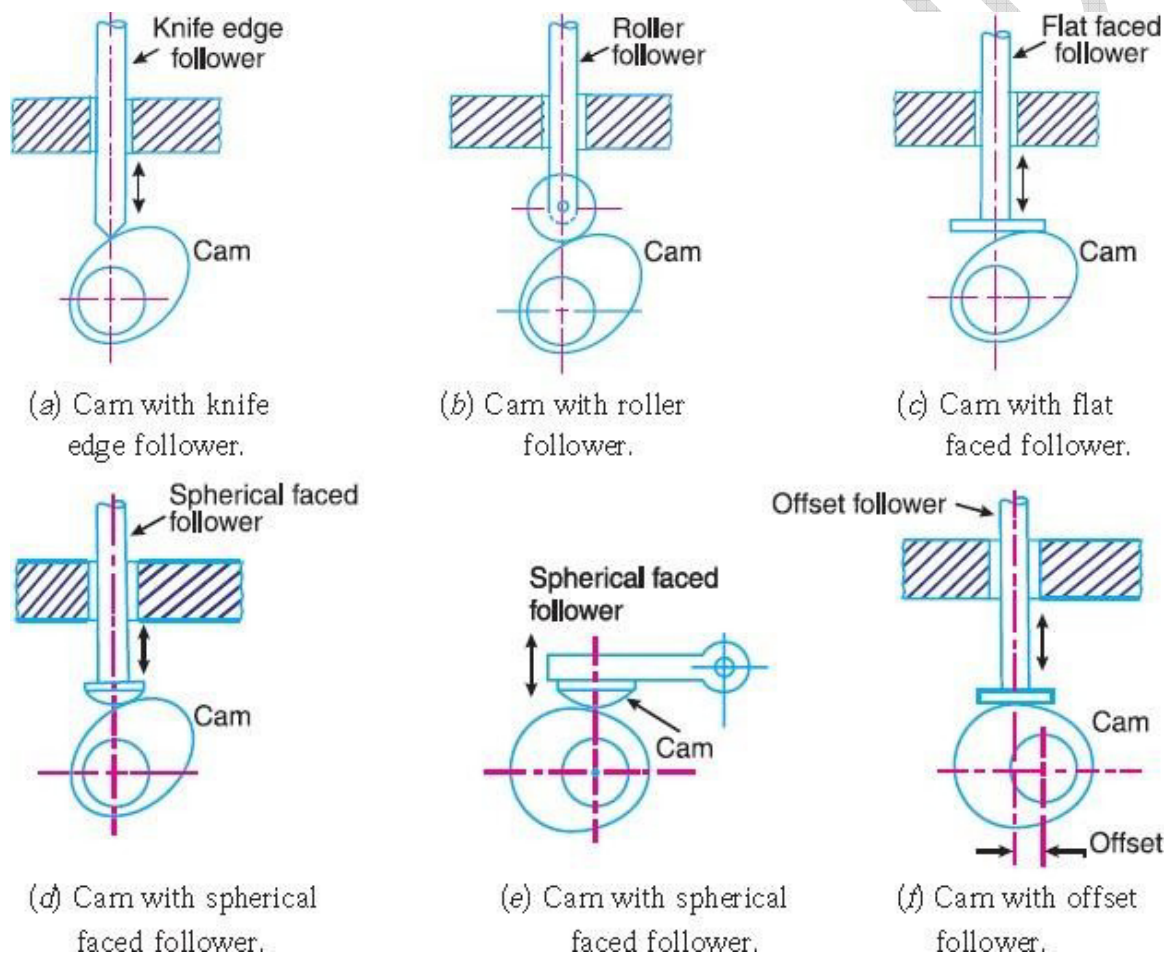 Knife edge
follower
Cam
(a) Cam with knife
edge follower.
Roller
follower
Cam
(b) Cam with roller
follower.
Flat faced
follower
Cam
(c) Cam with flat
faced follower.
Spherical faced
follower
Cam
(d) Cam with spherical
faced follower.
Spherical faced
follower
Cam
(e) Cam with spherical
faced follower.
Offset follower
Cam
Offset
(f) Cam with offset
follower.